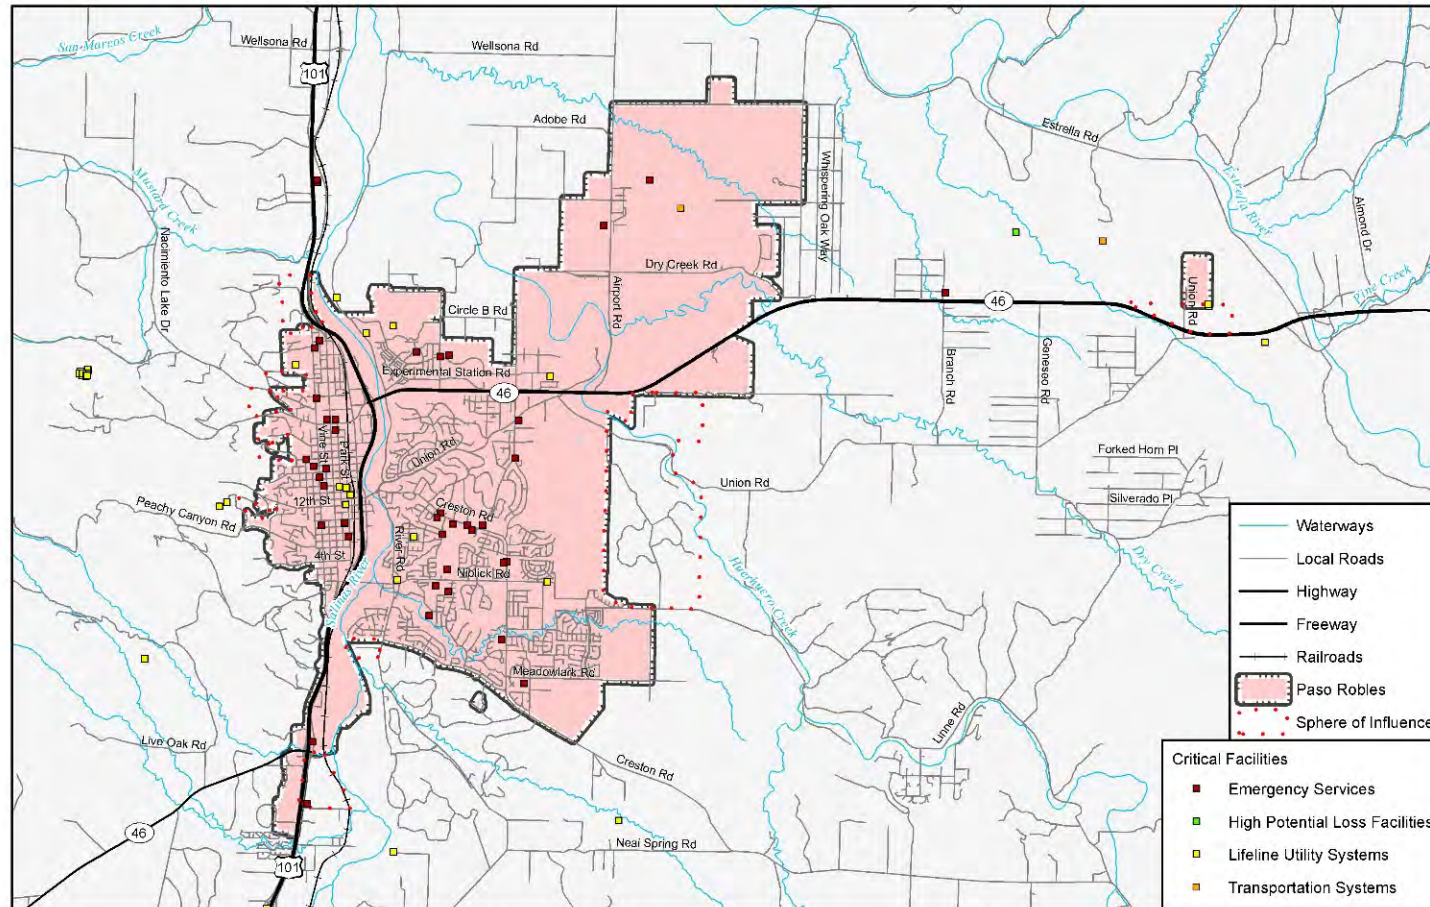 San Marcos Creek
Wellsona Rd
Wellsona Rd
101
Adobe Rd
Estrella Rd
Mustard Creek
Nacimiento Lake Dr
Whispering Oak Way
Estrella River
Almond Dr
Dry Creek Rd
Airport Rd
Pine Creek
Union Rd
Circle B Rd
46
Experimental Station Rd
46
Branch Rd
Geneseo Rd
Vine St
Park St
Union Rd
Forked Horn Pl
Union Rd
Silverado Pl
12th St
Peachy Canyon Rd
Creston Rd
River Rd
4th St
Niblick Rd
Salinas River
Huerhuero Creek
Dry Creek
Meadowlark Rd
Live Oak Rd
Linne Rd
Creston Rd
46
Neal Spring Rd
101
Waterways
Local Roads
Highway
Freeway
Railroads
Paso Robles
Sphere of Influence
Critical Facilities
Emergency Services
High Potential Loss Facilities
Lifeline Utility Systems
Transportation Systems